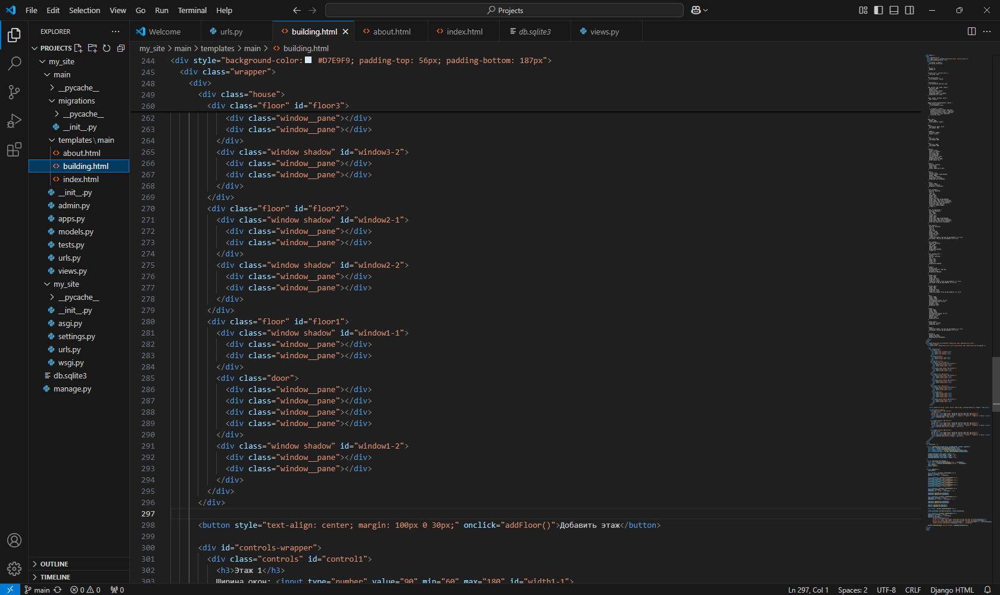 File Edit Selection View Go Run Terminal Help
Projects
EXPLORER
PROJECTS
my_site
main
__pycache__
migrations
__pycache__
__init__.py
templates\main
about.html
building.html
index.html
__init__.py
admin.py
apps.py
models.py
tests.py
urls.py
views.py
my_site
__pycache__
__init__.py
asgi.py
settings.py
urls.py
wsgi.py
db.sqlite3
manage.py
OUTLINE
TIMELINE
Welcome urls.py building.html about.html index.html db.sqlite3 views.py
my_site > main > templates > main > building.html
244 <div style="background-color: #D7E9F9; padding-top: 56px; padding-bottom: 187px">
245 <div class="wrapper">
248 <div>
249 <div class="house">
260 <div class="floor" id="floor3">
262 <div class="window__pane"></div>
263 <div class="window__pane"></div>
264 </div>
265 <div class="window shadow" id="window3-2">
266 <div class="window__pane"></div>
267 <div class="window__pane"></div>
268 </div>
269 </div>
270 <div class="floor" id="floor2">
271 <div class="window shadow" id="window2-1">
272 <div class="window__pane"></div>
273 <div class="window__pane"></div>
274 </div>
275 <div class="window shadow" id="window2-2">
276 <div class="window__pane"></div>
277 <div class="window__pane"></div>
278 </div>
279 </div>
280 <div class="floor" id="floor1">
281 <div class="window shadow" id="window1-1">
282 <div class="window__pane"></div>
283 <div class="window__pane"></div>
284 </div>
285 <div class="door">
286 <div class="window__pane"></div>
287 <div class="window__pane"></div>
288 <div class="window__pane"></div>
289 <div class="window__pane"></div>
290 </div>
291 <div class="window shadow" id="window1-2">
292 <div class="window__pane"></div>
293 <div class="window__pane"></div>
294 </div>
295 </div>
296 </div>
297
298 <button style="text-align: center; margin: 100px 0 30px;" onclick="addFloor()">Добавить этаж</button>
299
300 <div id="controls-wrapper">
301 <div class="controls" id="control1">
302 <h3>Этаж 1</h3>
303 Ширина окон: <input type="number" value="90" min="60" max="180" id="width1-1">
main 0 0 0 Ln 297, Col 1 Spaces: 2 UTF-8 CRLF Django HTML